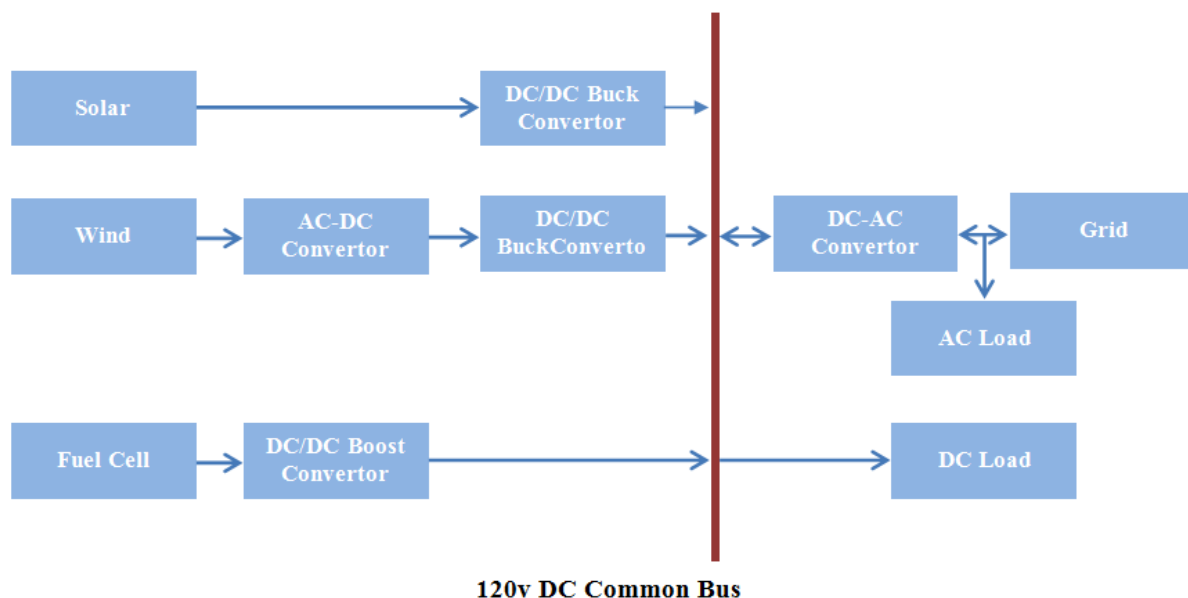 Solar
DC/DC Buck
Convertor
Wind
AC-DC
Convertor
DC/DC
BuckConverto
DC-AC
Convertor
Grid
AC Load
Fuel Cell
DC/DC Boost
Convertor
DC Load
120v DC Common Bus